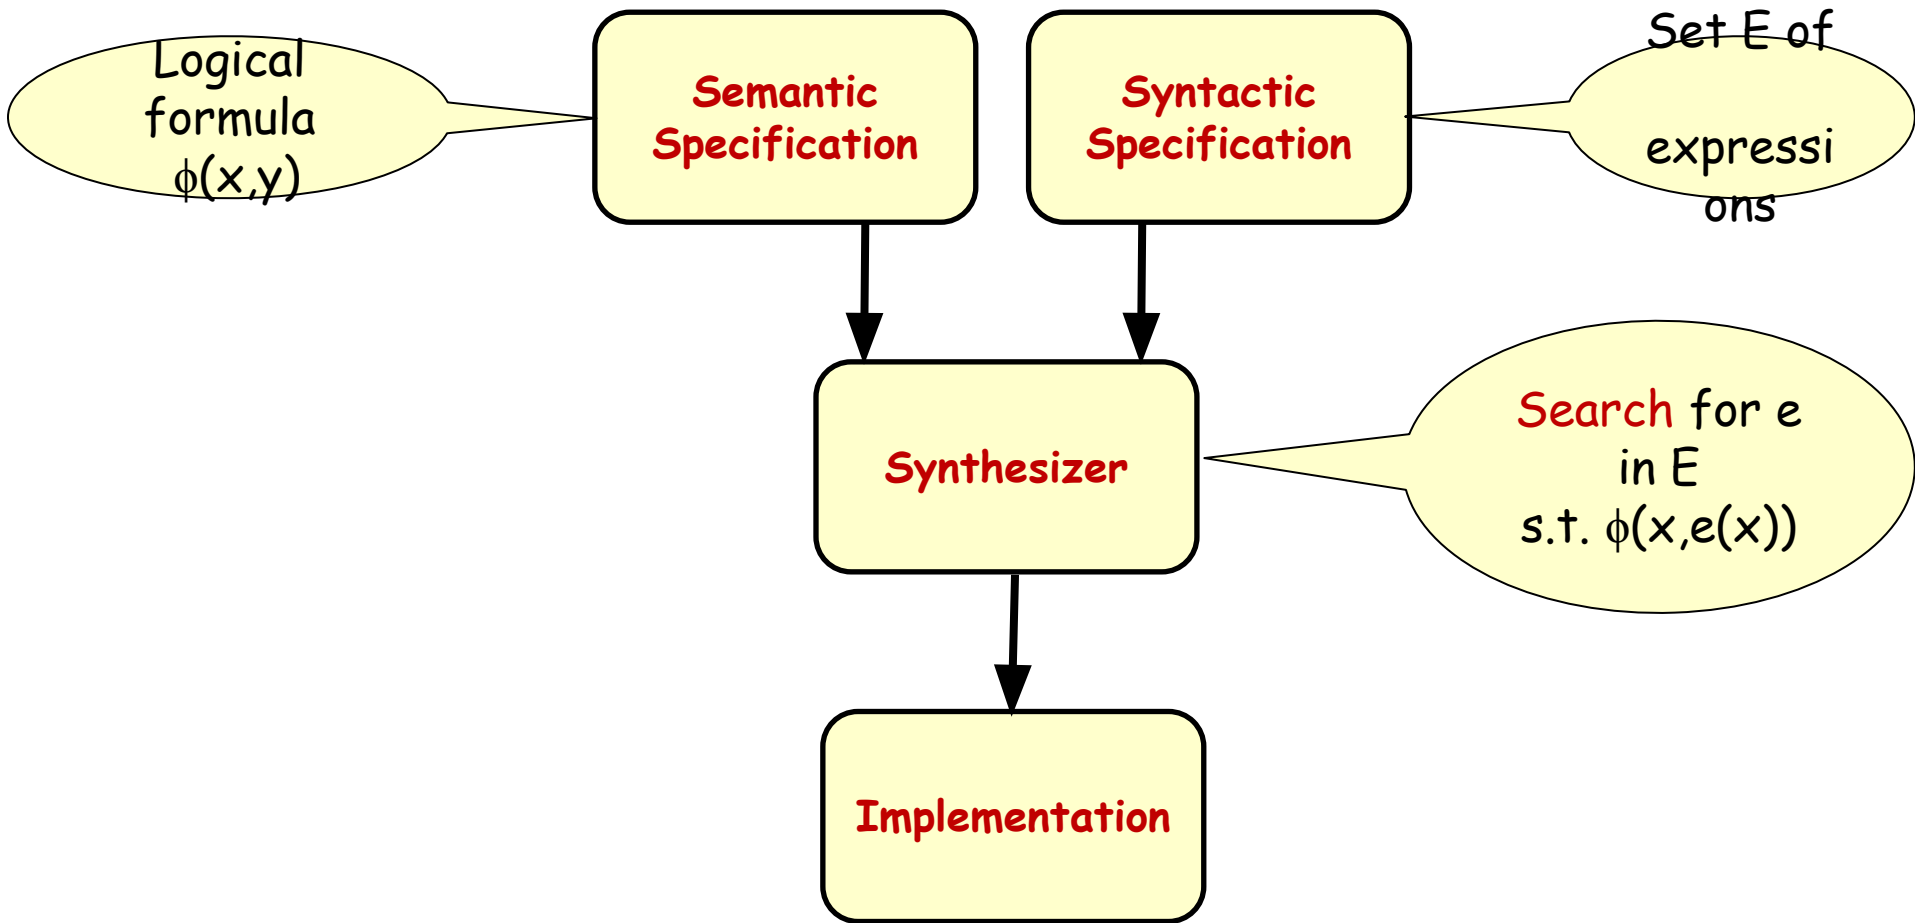 Logical
formula
ϕ(x,y)
Semantic
Specification
Syntactic
Specification
Set E of
expressi
ons
Synthesizer
Search for e
in E
s.t. ϕ(x,e(x))
Implementation